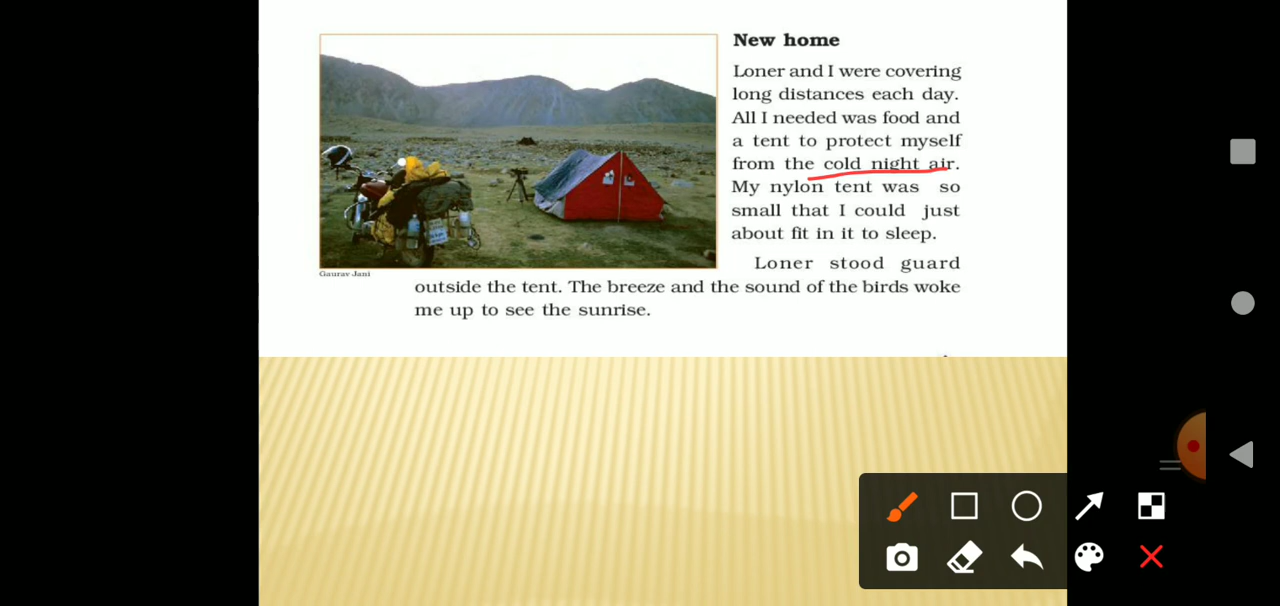 New home
Loner and I were covering
long distances each day.
All I needed was food and
a tent to protect myself
from the cold night air.
My nylon tent was so
small that I could just
about fit in it to sleep.
Gaurav Jani
Loner stood guard
outside the tent. The breeze and the sound of the birds woke
me up to see the sunrise.